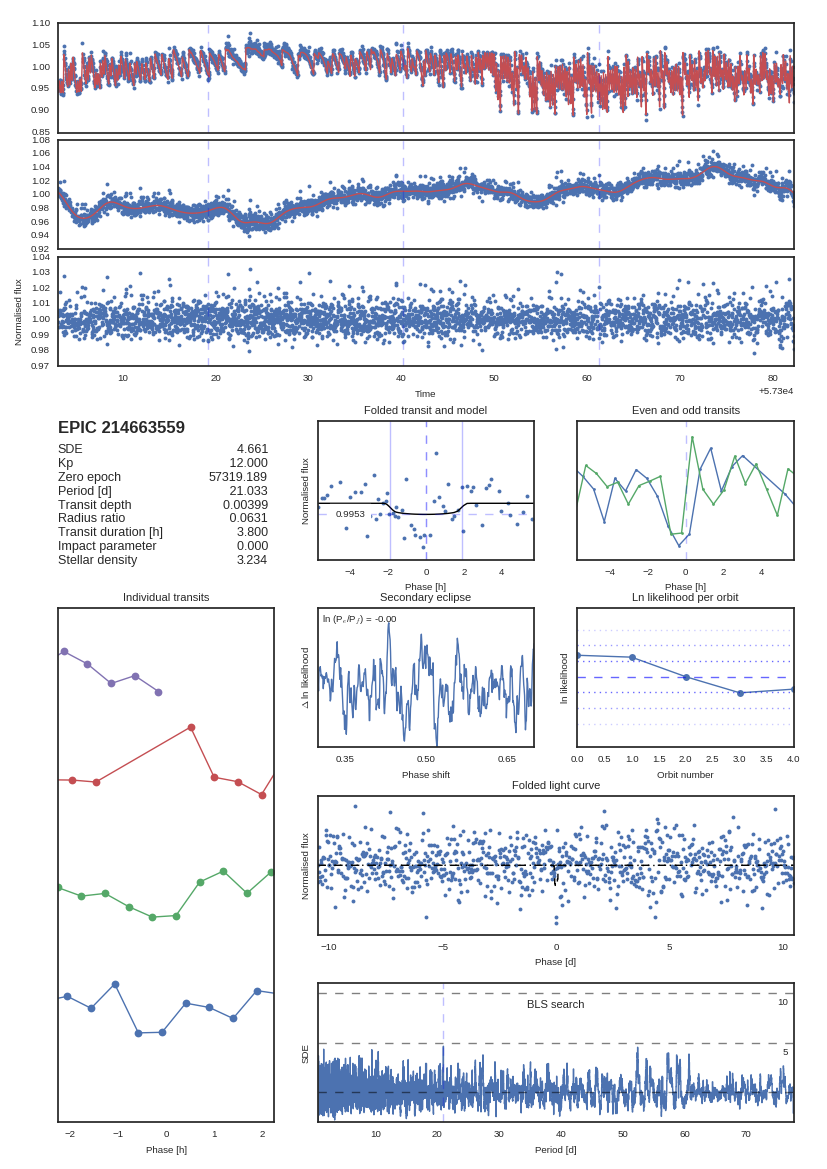 1.10
1.05
1.00
0.95
0.90
0.85
1.08
1.06
1.04
1.02
1.00
0.98
0.96
0.94
0.92
1.04
1.03
1.02
1.01
1.00
0.99
0.98
0.97
Normalised flux
10 20 30 40 50 60 70 80
Time
+5.73e4
EPIC 214663559
SDE 4.661
Kp 12.000
Zero epoch 57319.189
Period [d] 21.033
Transit depth 0.00399
Radius ratio 0.0631
Transit duration [h] 3.800
Impact parameter 0.000
Stellar density 3.234
Folded transit and model
Normalised flux
0.9953
−4 −2 0 2 4
Phase [h]
Even and odd transits
−4 −2 0 2 4
Phase [h]
Individual transits
−2 −1 0 1 2
Phase [h]
Secondary eclipse
ln (Pₑ/P𝑓) = -0.00
Δ ln likelihood
0.35 0.50 0.65
Phase shift
Ln likelihood per orbit
ln likelihood
0.0 0.5 1.0 1.5 2.0 2.5 3.0 3.5 4.0
Orbit number
Folded light curve
Normalised flux
−10 −5 0 5 10
Phase [d]
BLS search
10
5
SDE
10 20 30 40 50 60 70
Period [d]